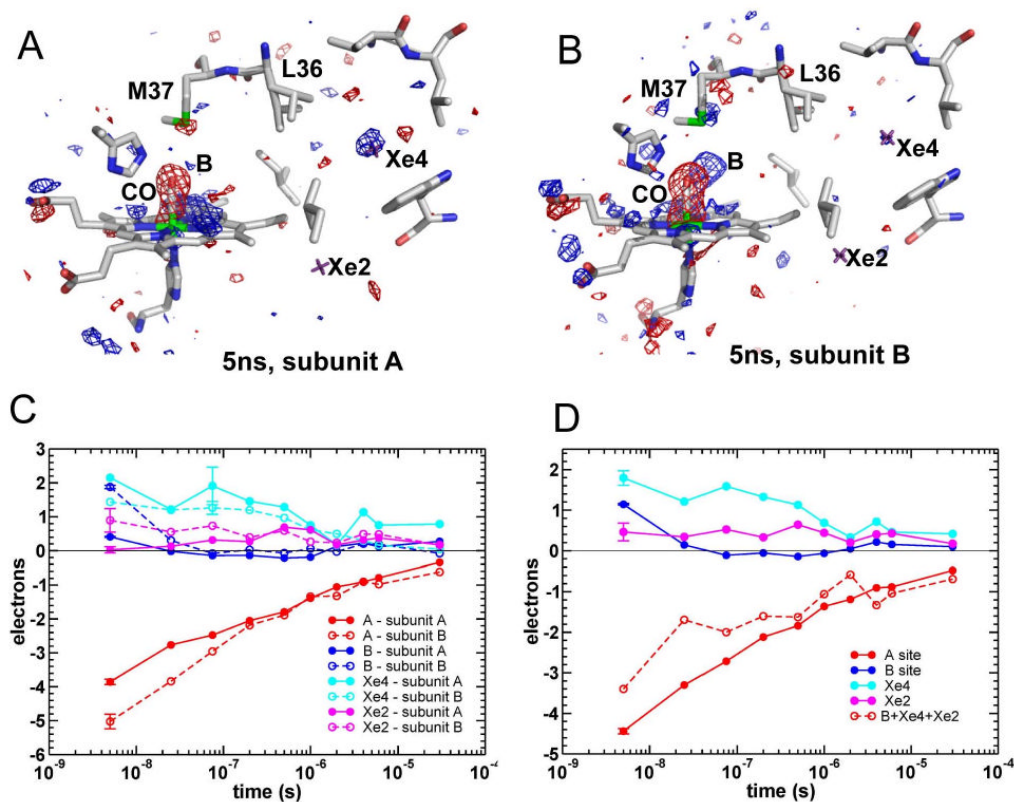 A
L36
M37
B
CO
Xe4
Xe2
5ns, subunit A
B
L36
M37
B
CO
Xe4
Xe2
5ns, subunit B
C
3
2
1
0
-1
-2
-3
-4
-5
-6
electrons
A - subunit A
A - subunit B
B - subunit A
B - subunit B
Xe4 - subunit A
Xe4 - subunit B
Xe2 - subunit A
Xe2 - subunit B
10-9 10-8 10-7 10-6 10-5 10-4
time (s)
D
2
1
0
-1
-2
-3
-4
-5
electrons
A site
B site
Xe4
Xe2
B+Xe4+Xe2
10-9 10-8 10-7 10-6 10-5 10-4
time (s)